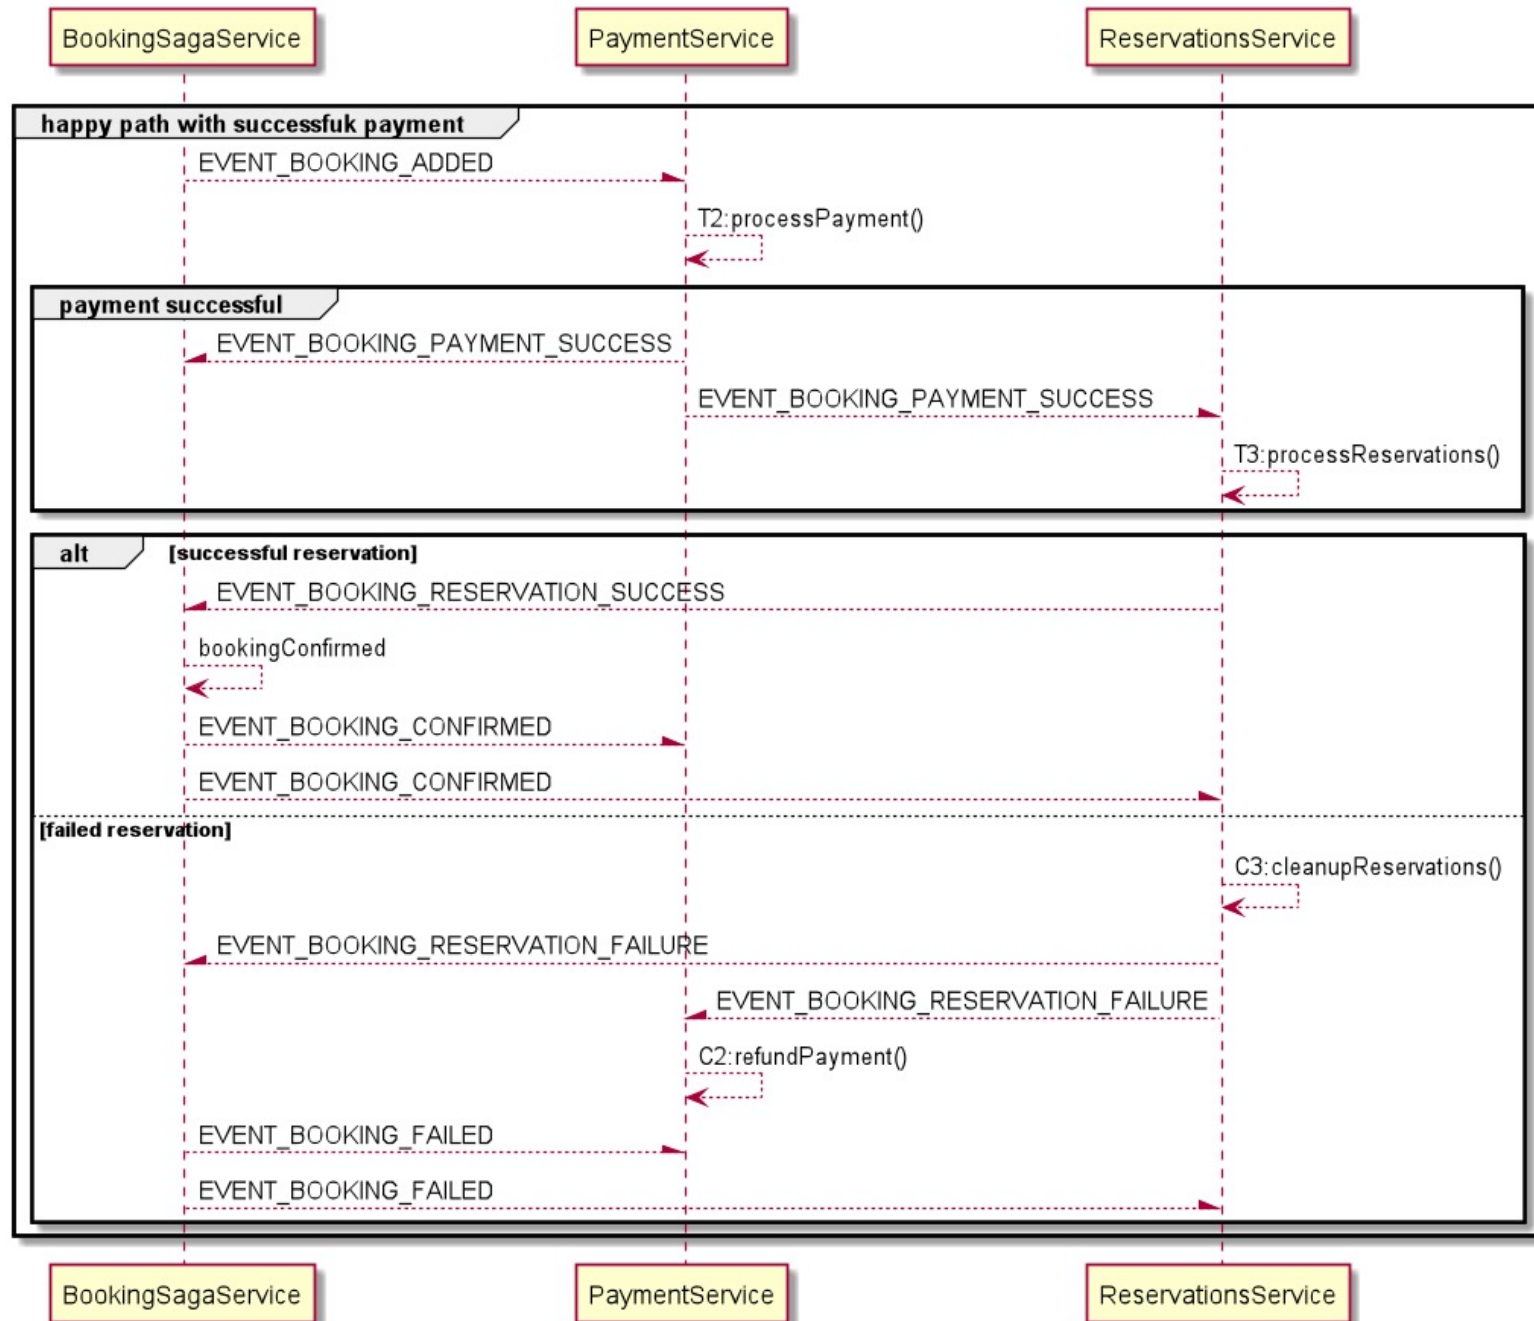 BookingSagaService PaymentService ReservationsService
happy path with successfuk payment
EVENT_BOOKING_ADDED
T2:processPayment()
payment successful
EVENT_BOOKING_PAYMENT_SUCCESS
EVENT_BOOKING_PAYMENT_SUCCESS
T3:processReservations()
alt [successful reservation]
EVENT_BOOKING_RESERVATION_SUCCESS
bookingConfirmed
EVENT_BOOKING_CONFIRMED
EVENT_BOOKING_CONFIRMED
[failed reservation]
C3:cleanupReservations()
EVENT_BOOKING_RESERVATION_FAILURE
EVENT_BOOKING_RESERVATION_FAILURE
C2:refundPayment()
EVENT_BOOKING_FAILED
EVENT_BOOKING_FAILED
BookingSagaService PaymentService ReservationsService